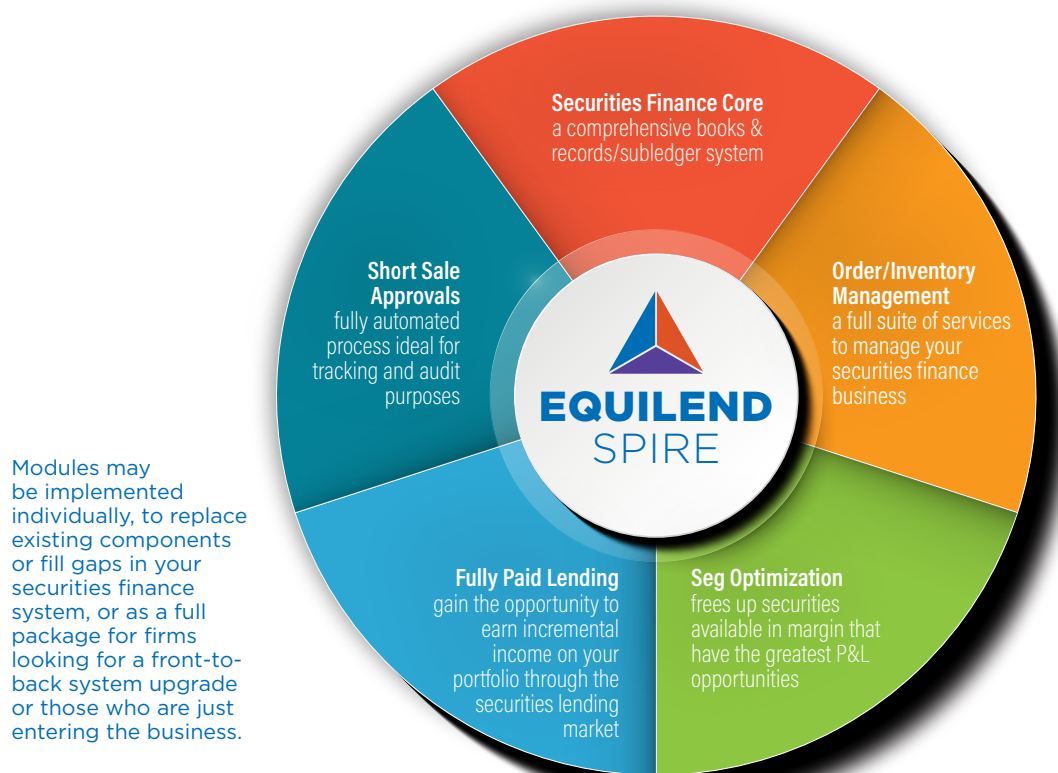 Securities Finance Core
a comprehensive books &
records/subledger system
Short Sale
Approvals
fully automated
process ideal for
tracking and audit
purposes
Order/Inventory
Management
a full suite of services
to manage your
securities finance
business
EQUILEND
SPIRE
Modules may
be implemented
individually, to replace
existing components
or fill gaps in your
securities finance
system, or as a full
package for firms
looking for a front-to-
back system upgrade
or those who are just
entering the business.
Fully Paid Lending
gain the opportunity to
earn incremental
income on your
portfolio through the
securities lending
market
Seg Optimization
frees up securities
available in margin that
have the greatest P&L
opportunities